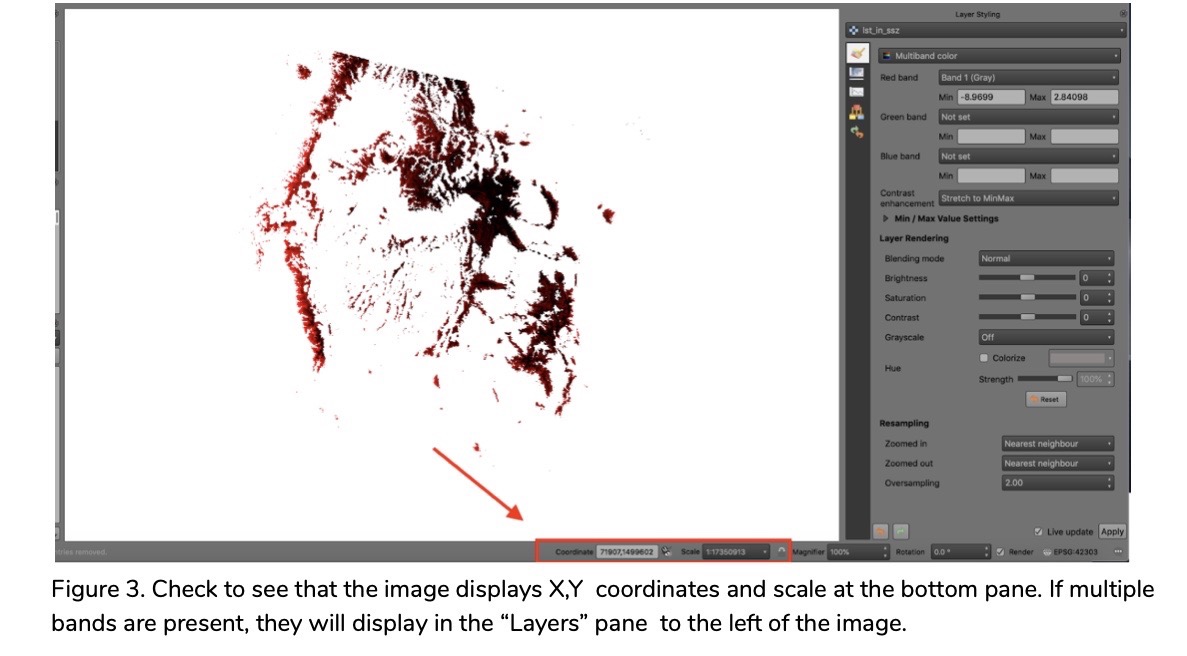 Layer Styling
lst_in_ssz
Multiband color
Red band Band 1 (Gray)
Min -8.9699 Max 2.84098
Green band Not set
Min Max
Blue band Not set
Min Max
Contrast
enhancement Stretch to MinMax
Min / Max Value Settings
Layer Rendering
Blending mode Normal
Brightness 0
Saturation 0
Contrast 0
Grayscale Off
Hue Colorize
Strength 100%
Reset
Resampling
Zoomed in Nearest neighbour
Zoomed out Nearest neighbour
Oversampling 2.00
Live update Apply
tries removed. Coordinate 71907,1499602 Scale 1:17350913 Magnifier 100% Rotation 0.0 ° Render EPSG:42303
Figure 3. Check to see that the image displays X,Y coordinates and scale at the bottom pane. If multiple
bands are present, they will display in the “Layers” pane to the left of the image.